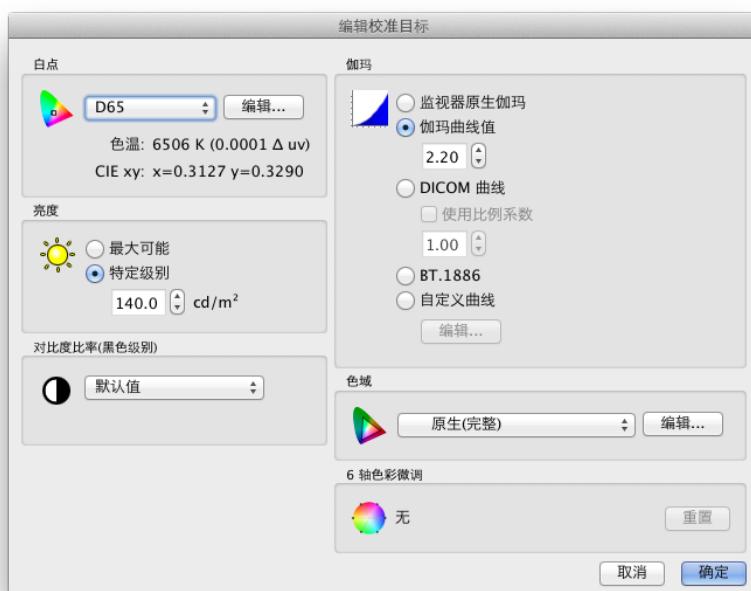 编辑校准目标
白点
D65
编辑...
色温: 6506 K (0.0001 Δ uv)
CIE xy: x=0.3127 y=0.3290
亮度
最大可能
特定级别
140.0 cd/m²
对比度比率(黑色级别)
默认值
伽玛
监视器原生伽玛
伽玛曲线值
2.20
DICOM 曲线
使用比例系数
1.00
BT.1886
自定义曲线
编辑...
色域
原生(完整)
编辑...
6 轴色彩微调
无
重置
取消
确定